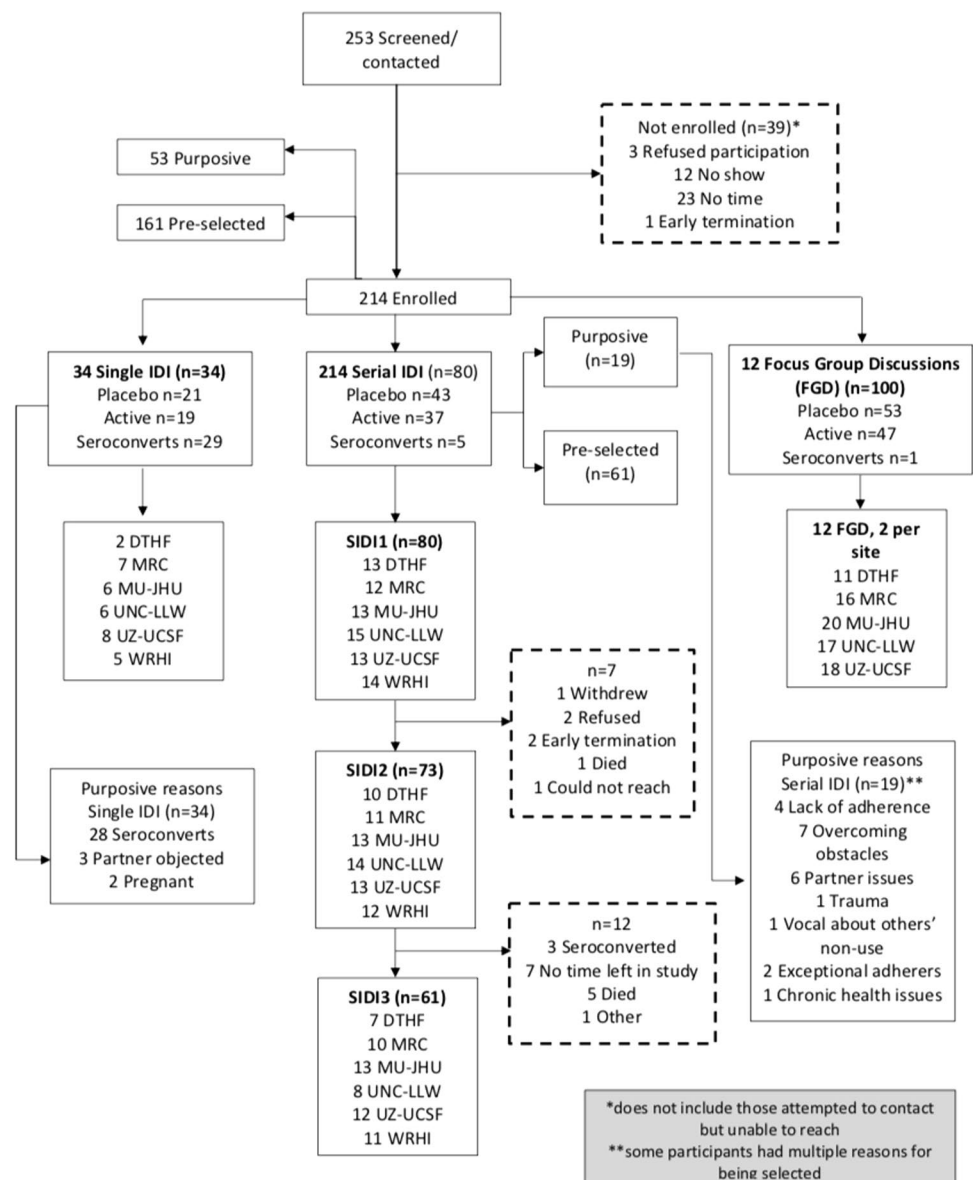 253 Screened/
contacted
Not enrolled (n=39)*
3 Refused participation
12 No show
23 No time
1 Early termination
53 Purposive
161 Pre-selected
214 Enrolled
34 Single IDI (n=34)
Placebo n=21
Active n=19
Seroconverts n=29
214 Serial IDI (n=80)
Placebo n=43
Active n=37
Seroconverts n=5
Purposive
(n=19)
Pre-selected
(n=61)
12 Focus Group Discussions
(FGD) (n=100)
Placebo n=53
Active n=47
Seroconverts n=1
2 DTHF
7 MRC
6 MU-JHU
6 UNC-LLW
8 UZ-UCSF
5 WRHI
SIDI1 (n=80)
13 DTHF
12 MRC
13 MU-JHU
15 UNC-LLW
13 UZ-UCSF
14 WRHI
12 FGD, 2 per
site
11 DTHF
16 MRC
20 MU-JHU
17 UNC-LLW
18 UZ-UCSF
n=7
1 Withdrew
2 Refused
2 Early termination
1 Died
1 Could not reach
Purposive reasons
Single IDI (n=34)
28 Seroconverts
3 Partner objected
2 Pregnant
SIDI2 (n=73)
10 DTHF
11 MRC
13 MU-JHU
14 UNC-LLW
13 UZ-UCSF
12 WRHI
Purposive reasons
Serial IDI (n=19)**
4 Lack of adherence
7 Overcoming
obstacles
6 Partner issues
1 Trauma
1 Vocal about others’
non-use
2 Exceptional adherers
1 Chronic health issues
n=12
3 Seroconverted
7 No time left in study
5 Died
1 Other
SIDI3 (n=61)
7 DTHF
10 MRC
13 MU-JHU
8 UNC-LLW
12 UZ-UCSF
11 WRHI
*does not include those attempted to contact
but unable to reach
**some participants had multiple reasons for
being selected